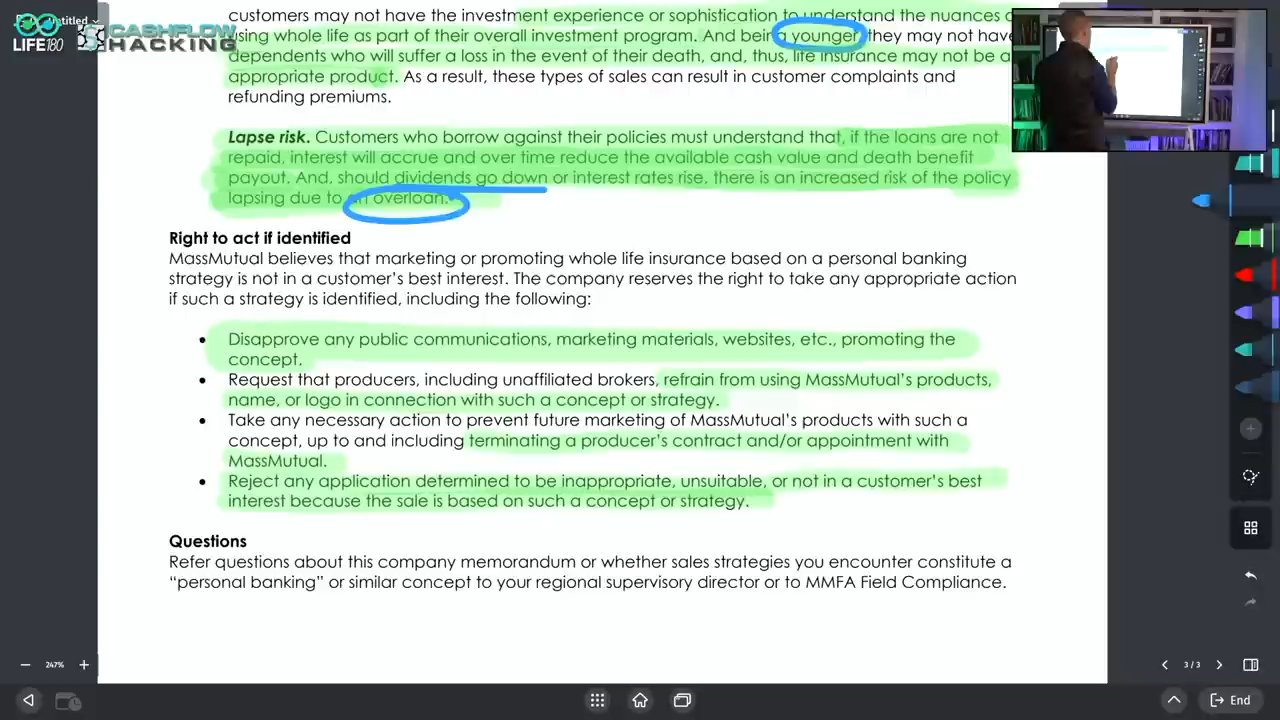 Untitled
LIFE180
CASHFLOW
HACKING
customers may not have the investment experience or sophistication to understand the nuances
using whole life as part of their overall investment program. And being younger, they may not have
dependents who will suffer a loss in the event of their death, and, thus, life insurance may not be a
appropriate product. As a result, these types of sales can result in customer complaints and
refunding premiums.
Lapse risk. Customers who borrow against their policies must understand that, if the loans are not
repaid, interest will accrue and over time reduce the available cash value and death benefit
payout. And, should dividends go down or interest rates rise, there is an increased risk of the policy
lapsing due to an overloan.
Right to act if identified
MassMutual believes that marketing or promoting whole life insurance based on a personal banking
strategy is not in a customer's best interest. The company reserves the right to take any appropriate action
if such a strategy is identified, including the following:
• Disapprove any public communications, marketing materials, websites, etc., promoting the
concept.
• Request that producers, including unaffiliated brokers, refrain from using MassMutual's products,
name, or logo in connection with such a concept or strategy.
• Take any necessary action to prevent future marketing of MassMutual's products with such a
concept, up to and including terminating a producer's contract and/or appointment with
MassMutual.
• Reject any application determined to be inappropriate, unsuitable, or not in a customer's best
interest because the sale is based on such a concept or strategy.
Questions
Refer questions about this company memorandum or whether sales strategies you encounter constitute a
“personal banking” or similar concept to your regional supervisory director or to MMFA Field Compliance.
247%
3/3
End